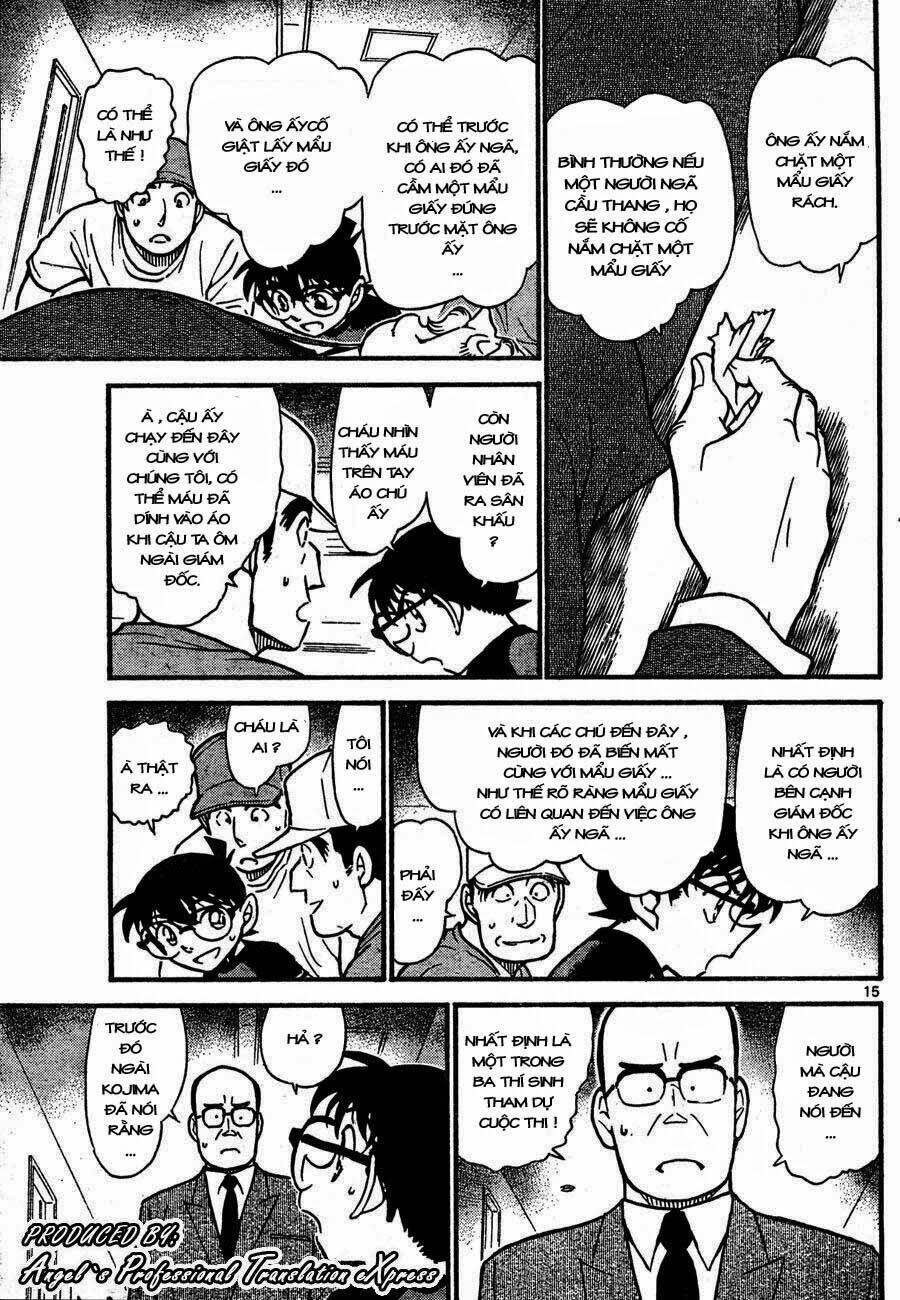 ÔNG ẤY NẮM
CHẶT MỘT
MẨU GIẤY
RÁCH.
BÌNH THƯỜNG NẾU
MỘT NGƯỜI NGÃ
CẦU THANG , HỌ
SẼ KHÔNG CỐ
NẮM CHẶT MỘT
MẨU GIẤY
CÓ THỂ TRƯỚC
KHI ÔNG ẤY NGÃ,
CÓ AI ĐÓ ĐÃ
CẦM MỘT MẨU
GIẤY ĐỨNG
TRƯỚC MẶT ÔNG
ẤY
...
VÀ ÔNG ẤYCỐ
GIẬT LẤY MẨU
GIẤY ĐÓ
...
CÓ THỂ
LÀ NHƯ
THẾ !
CÒN
NGƯỜI
NHÂN
VIÊN ĐÃ
RA SÂN
KHẤU
?
CHÁU NHÌN
THẤY MÁU
TRÊN TAY
ÁO CHÚ
ẤY
À , CẬU ẤY
CHẠY ĐẾN ĐÂY
CÙNG VỚI
CHÚNG TÔI, CÓ
THỂ MÁU ĐÃ
DÍNH VÀO ÁO
KHI CẬU TA ÔM
NGÀI GIÁM
ĐỐC.
NHẤT ĐỊNH
LÀ CÓ NGƯỜI
BÊN CẠNH
GIÁM ĐỐC
KHI ÔNG ẤY
NGÃ ...
VÀ KHI CÁC CHÚ ĐẾN ĐÂY ,
NGƯỜI ĐÓ ĐÃ BIẾN MẤT
CÙNG VỚI MẨU GIẤY ...
NHƯ THẾ RÕ RÀNG MẨU GIẤY
CÓ LIÊN QUAN ĐẾN VIỆC ÔNG
ẤY NGÃ ...
PHẢI
ĐẤY
...
TÔI
NÓI
...
CHÁU LÀ
AI ?
À THẬT
RA ...
15
NGƯỜI
MÀ CẬU
ĐANG
NÓI ĐẾN
...
NHẤT ĐỊNH LÀ
MỘT TRONG
BA THÍ SINH
THAM DỰ
CUỘC THI !
HẢ ?
TRƯỚC
ĐÓ
NGÀI
KOJIMA
ĐÃ NÓI
RẰNG
...
PRODUCED BY:
Angel`s Professional Translation eXpress